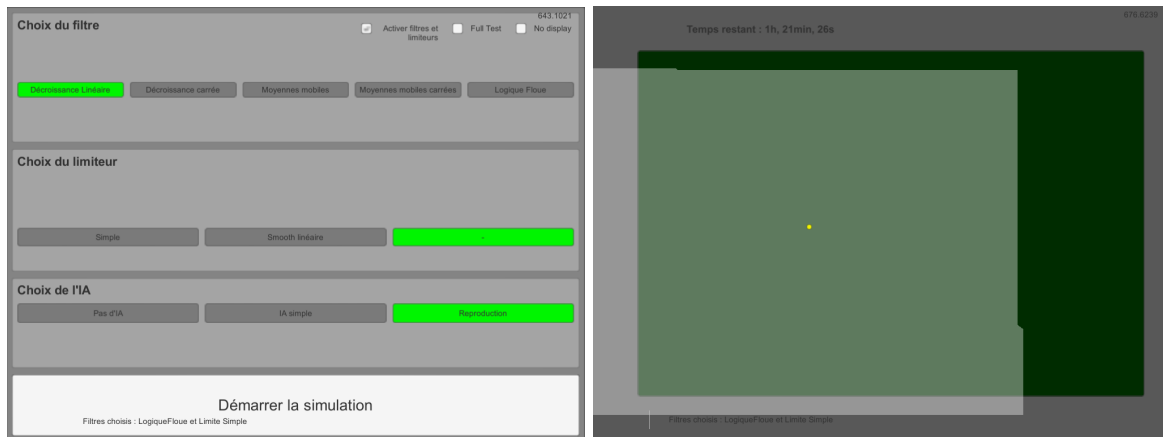 643.1021
Choix du filtre
Activer filtres et
limiteurs
Full Test
No display
Décroissance Linéaire
Décroissance carrée
Moyennes mobiles
Moyennes mobiles carrées
Logique Floue
Choix du limiteur
Simple
Smooth linéaire
-
Choix de l'IA
Pas d'IA
IA simple
Reproduction
Démarrer la simulation
Filtres choisis : LogiqueFloue et Limite Simple
676.6239
Temps restant : 1h, 21min, 26s
Filtres choisis : LogiqueFloue et Limite Simple